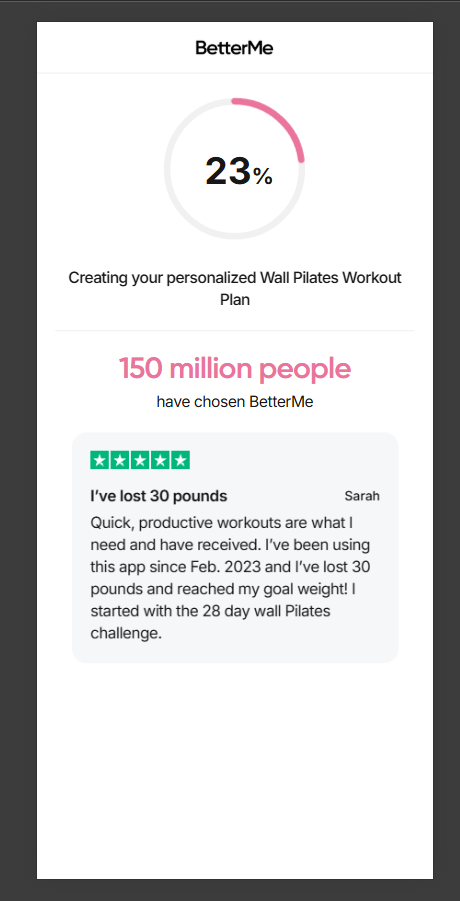 BetterMe
23%
Creating your personalized Wall Pilates Workout
Plan
150 million people
have chosen BetterMe
I've lost 30 pounds Sarah
Quick, productive workouts are what I
need and have received. I've been using
this app since Feb. 2023 and I've lost 30
pounds and reached my goal weight! I
started with the 28 day wall Pilates
challenge.